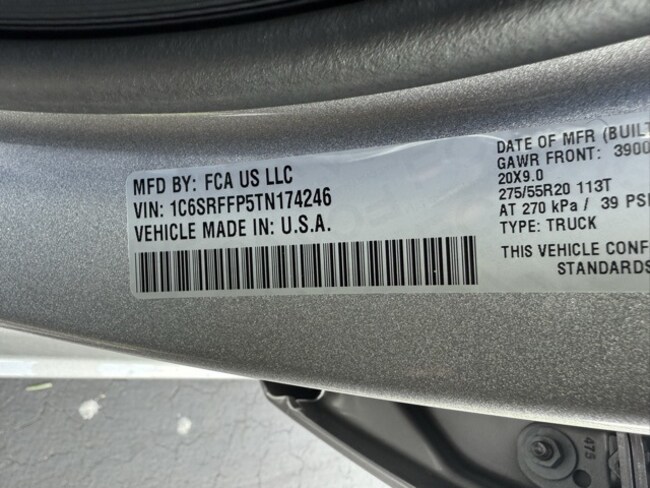 MFD BY: FCA US LLC
VIN: 1C6SRFFP5TN174246
VEHICLE MADE IN: U.S.A.
DATE OF MFR (BUILT
GAWR FRONT: 3900
20X9.0
275/55R20 113T
AT 270 kPa / 39 PSI
TYPE: TRUCK
THIS VEHICLE CONF
STANDARDS
475